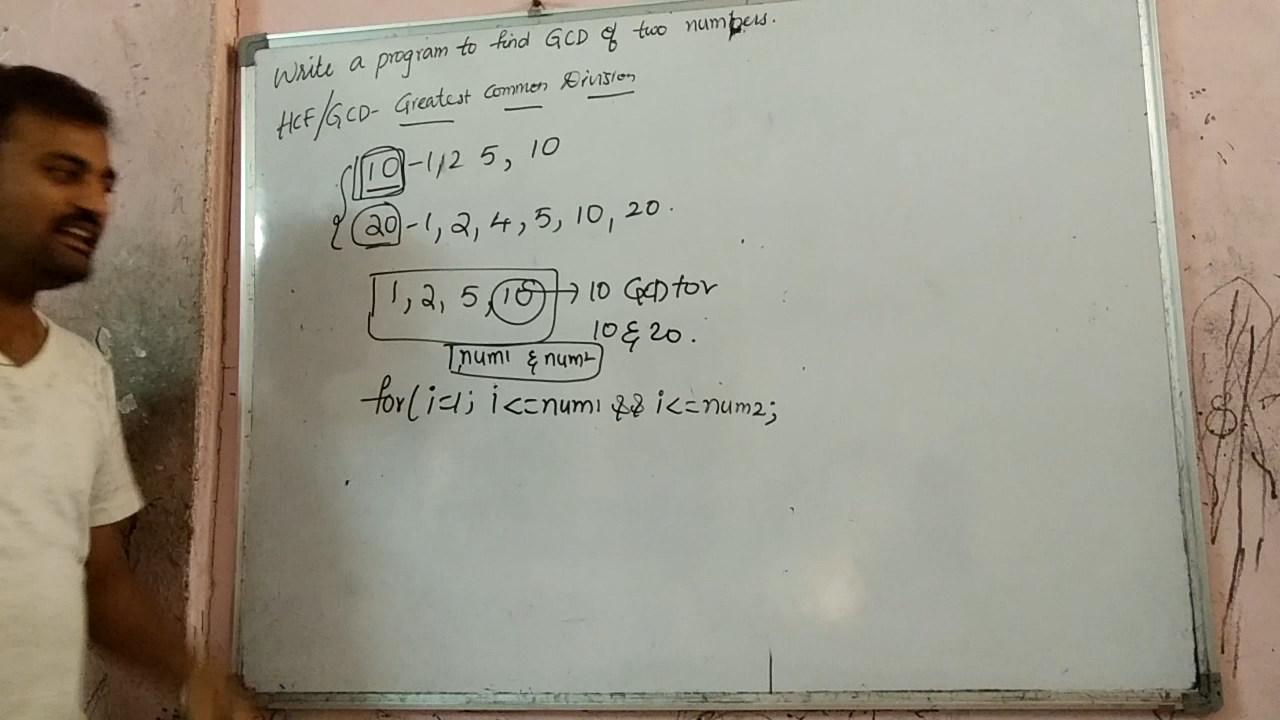 Write a program to find GCD of two numbers.
HCF/GCD- Greatest Common Division
10 -1,2 5, 10
20 -1, 2, 4, 5, 10, 20.
1, 2, 5, 10 → 10 GCD for
10 & 20.
num1 & num2
for(i=1; i<=num1 && i<=num2;